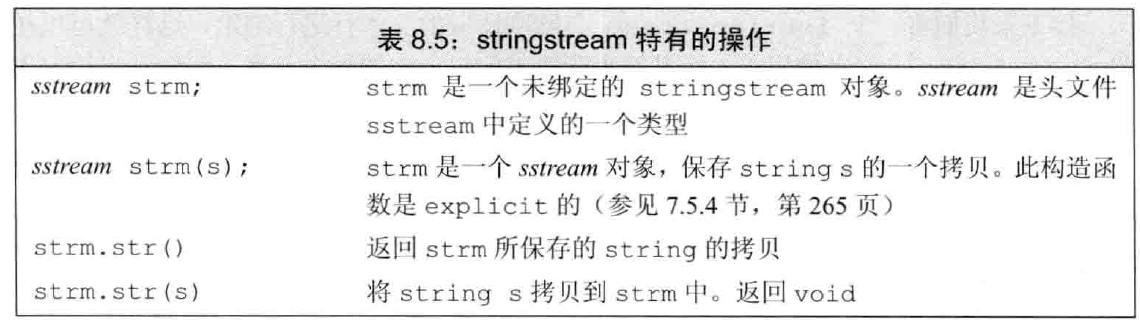 表 8.5：stringstream 特有的操作
sstream strm; strm 是一个未绑定的 stringstream 对象。sstream 是头文件
sstream 中定义的一个类型
sstream strm(s); strm 是一个 sstream 对象，保存 string s 的一个拷贝。此构造函
数是 explicit 的（参见 7.5.4 节，第 265 页）
strm.str() 返回 strm 所保存的 string 的拷贝
strm.str(s) 将 string s 拷贝到 strm 中。返回 void